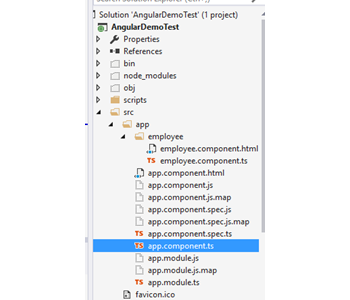 Search Solution Explorer (Ctrl+;)
Solution 'AngularDemoTest' (1 project)
AngularDemoTest
Properties
References
bin
node_modules
obj
scripts
src
app
employee
employee.component.html
employee.component.ts
app.component.html
app.component.js
app.component.js.map
app.component.spec.js
app.component.spec.js.map
app.component.spec.ts
app.component.ts
app.module.js
app.module.js.map
app.module.ts
favicon.ico